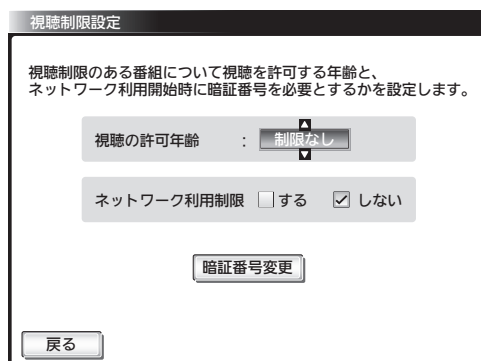 視聴制限設定
視聴制限のある番組について視聴を許可する年齢と、
ネットワーク利用開始時に暗証番号を必要とするかを設定します。
視聴の許可年齢 : 制限なし
ネットワーク利用制限 する しない
暗証番号変更
戻る